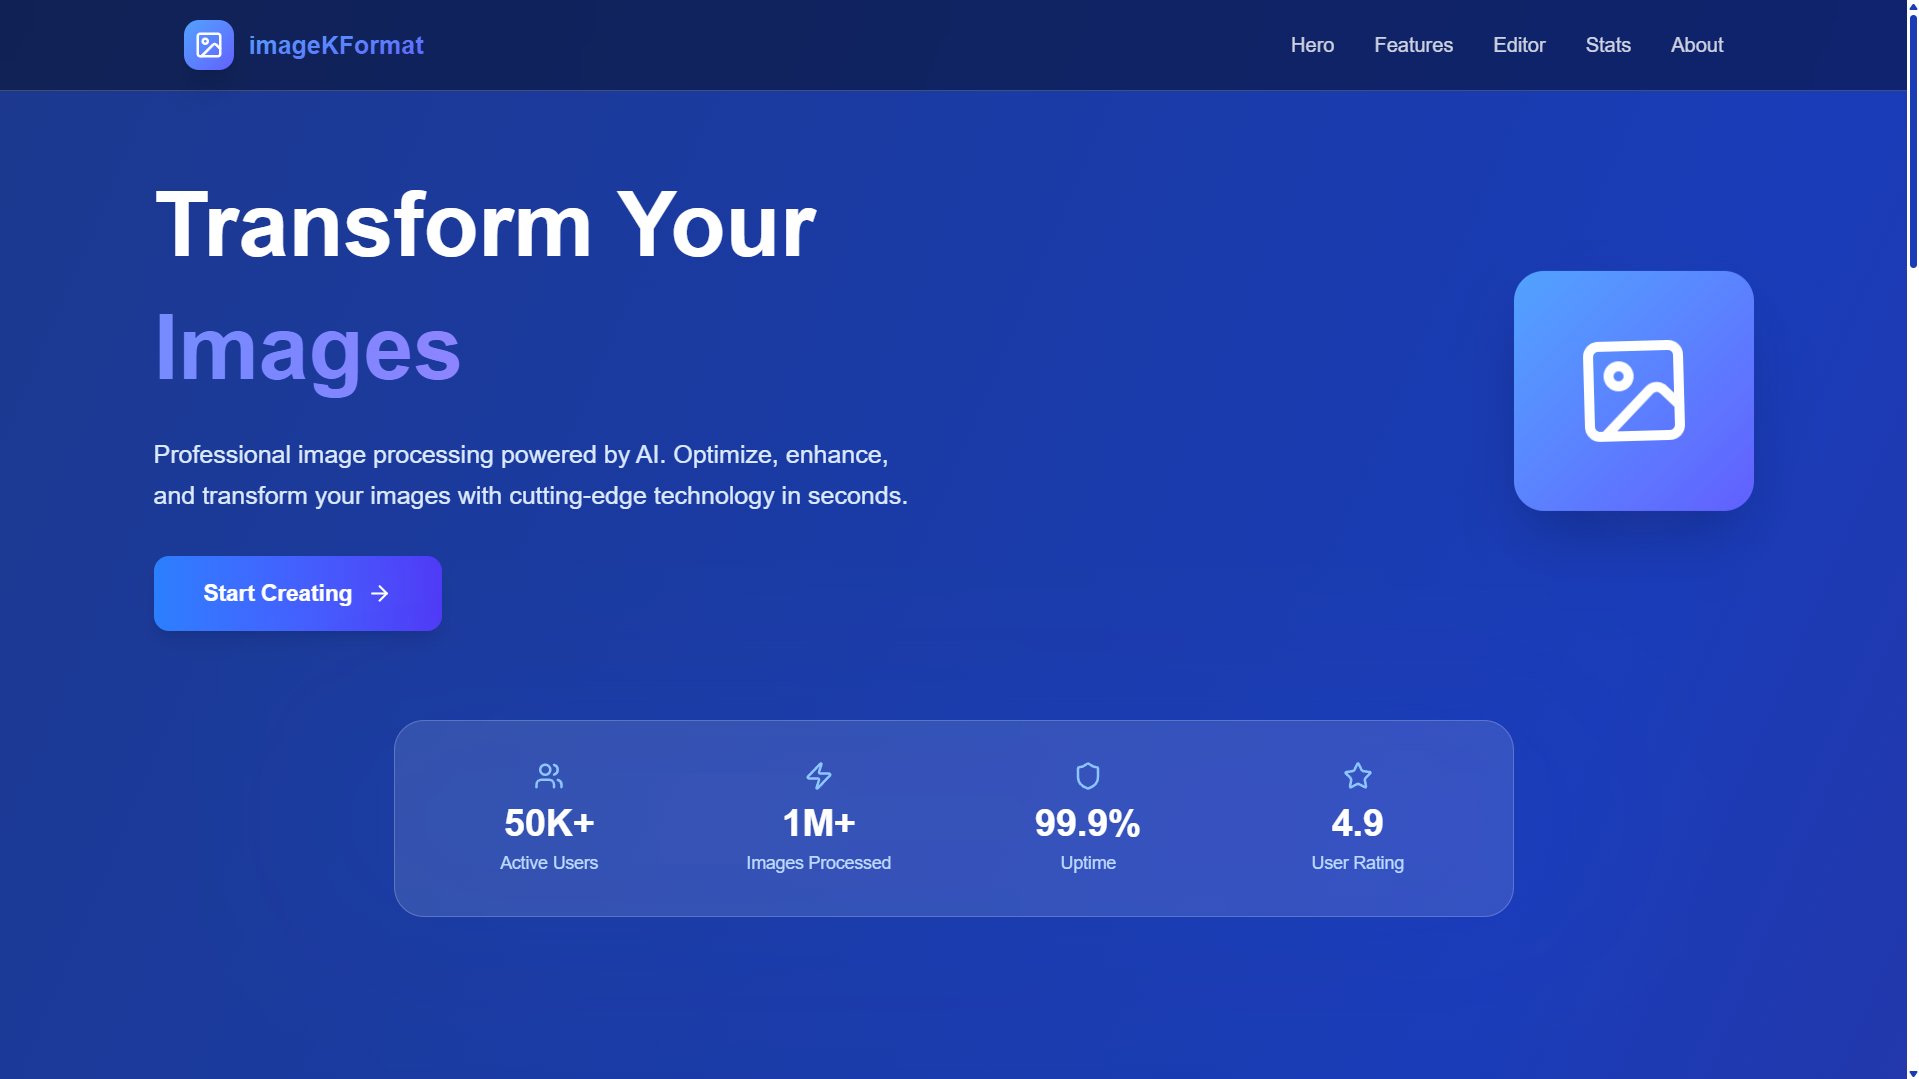 imageKFormat
Hero Features Editor Stats About
Transform Your
Images
Professional image processing powered by AI. Optimize, enhance,
and transform your images with cutting-edge technology in seconds.
Start Creating
50K+
Active Users
1M+
Images Processed
99.9%
Uptime
4.9
User Rating